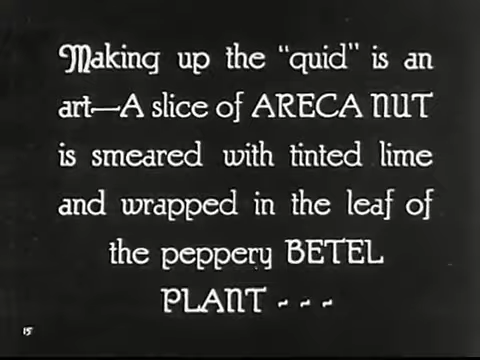 Making up the "quid" is an
art—A slice of ARECA NUT
is smeared with tinted lime
and wrapped in the leaf of
the peppery BETEL
PLANT - - -
15